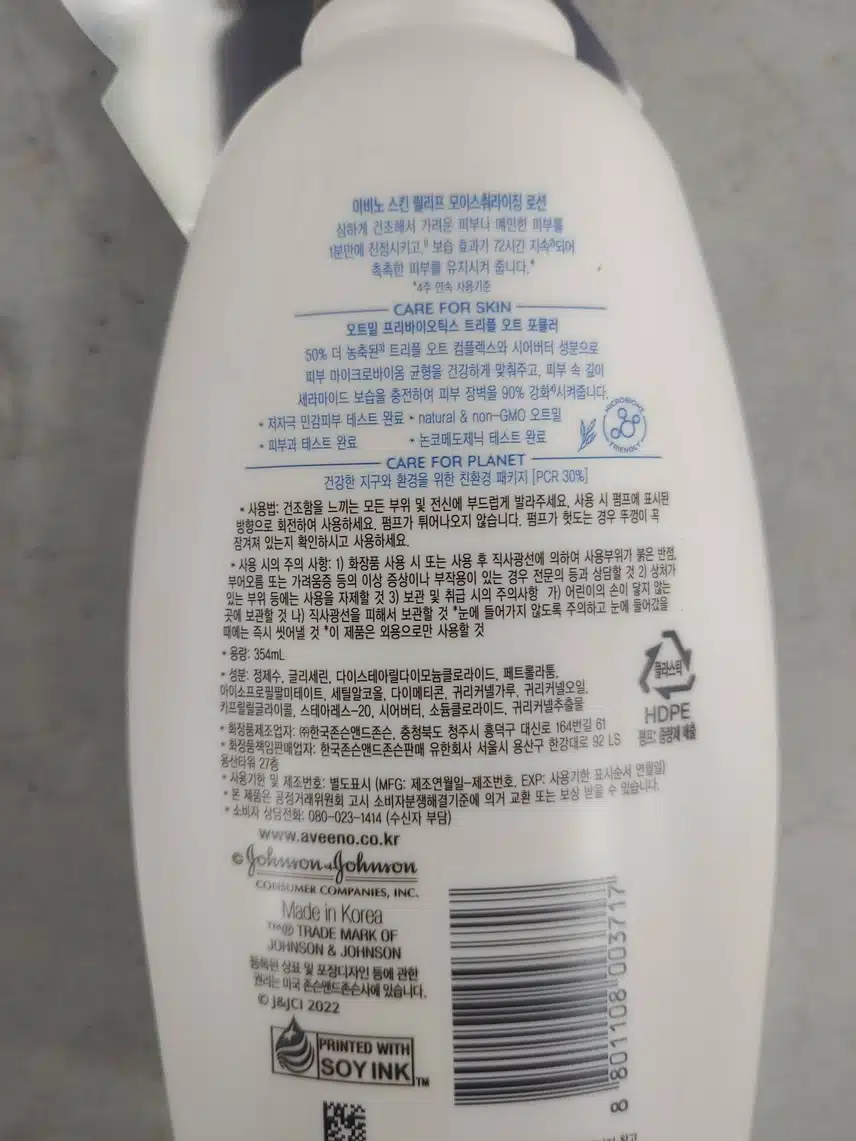 아비노 스킨 릴리프 모이스춰라이징 로션
심하게 건조해서 가려운 피부나 예민한 피부를
1분만에 진정시키고,¹⁾ 보습 효과가 72시간 지속²⁾되어
촉촉한 피부를 유지시켜 줍니다.*
*4주 연속 사용기준
CARE FOR SKIN
오트밀 프리바이오틱스 트리플 오트 포뮬러
50% 더 농축된³⁾ 트리플 오트 컴플렉스와 시어버터 성분으로
피부 마이크로바이옴 균형을 건강하게 맞춰주고, 피부 속 깊이
세라마이드 보습을 충전하여 피부 장벽을 90% 강화⁴⁾시켜줍니다.
• 저자극 민감피부 테스트 완료 • natural & non-GMO 오트밀
• 피부과 테스트 완료 • 논코메도제닉 테스트 완료
MICROBIOME
FRIENDLY
CARE FOR PLANET
건강한 지구와 환경을 위한 친환경 패키지 [PCR 30%]
* 사용법: 건조함을 느끼는 모든 부위 및 전신에 부드럽게 발라주세요. 사용 시 펌프에 표시된
방향으로 회전하여 사용하세요. 펌프가 튀어나오지 않습니다. 펌프가 헛도는 경우 뚜껑이 꼭
잠겨져 있는지 확인하시고 사용하세요.
* 사용 시의 주의 사항: 1) 화장품 사용 시 또는 사용 후 직사광선에 의하여 사용부위가 붉은 반점,
부어오름 또는 가려움증 등의 이상 증상이나 부작용이 있는 경우 전문의 등과 상담할 것 2) 상처가
있는 부위 등에는 사용을 자제할 것 3) 보관 및 취급 시의 주의사항 가) 어린이의 손이 닿지 않는
곳에 보관할 것 나) 직사광선을 피해서 보관할 것 *눈에 들어가지 않도록 주의하고 눈에 들어갔을
때에는 즉시 씻어낼 것 *이 제품은 외용으로만 사용할 것
* 용량: 354mL
* 성분: 정제수, 글리세린, 다이스테아릴다이모늄클로라이드, 페트롤라툼,
아이소프로필팔미테이트, 세틸알코올, 다이메티콘, 귀리커넬가루, 귀리커넬오일,
카프릴릴글라이콜, 스테아레스-20, 시어버터, 소듐클로라이드, 귀리커넬추출물
플라스틱
HDPE
펌프: 종량제 배출
* 화장품제조업자: ㈜한국존슨앤드존슨, 충청북도 청주시 흥덕구 대신로 164번길 61
* 화장품책임판매업자: 한국존슨앤드존슨판매 유한회사 서울시 용산구 한강대로 92 LS
용산타워 27층
* 사용기한 및 제조번호: 별도표시 (MFG: 제조연월일-제조번호, EXP: 사용기한 표시순서 연월일)
* 본 제품은 공정거래위원회 고시 소비자분쟁해결기준에 의거 교환 또는 보상 받을 수 있습니다.
* 소비자 상담전화: 080-023-1414 (수신자 부담)
www.aveeno.co.kr
© Johnson & Johnson
CONSUMER COMPANIES, INC.
Made in Korea
™® TRADE MARK OF
JOHNSON & JOHNSON
등록된 상표 및 포장디자인 등에 관한
권리는 미국 존슨앤드존슨사에 있습니다.
© J&JCI 2022
PRINTED WITH
SOY INK™
8 801108 003717